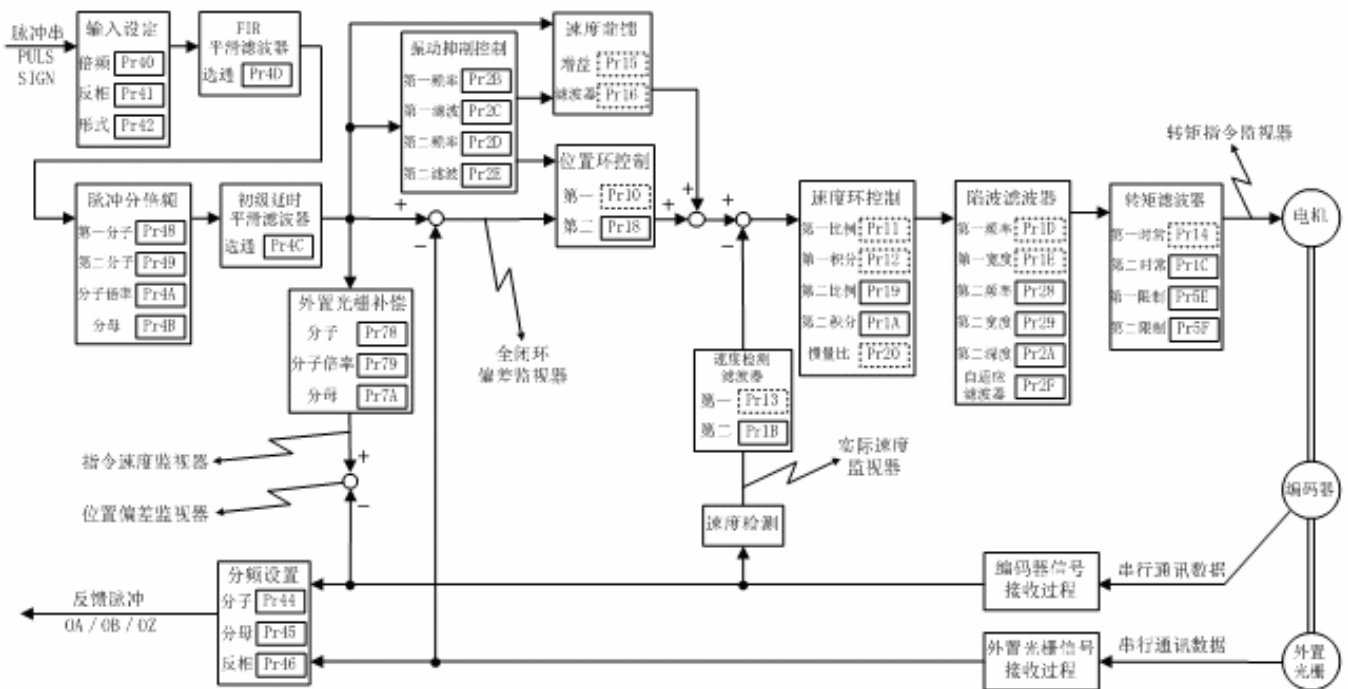 脉冲串
PULS
SIGN
输入设定
倍频 Pr40
反相 Pr41
形式 Pr42
FIR
平滑滤波器
选通 Pr4D
振动抑制控制
第一频率 Pr2B
第一滤波 Pr2C
第二频率 Pr2D
第二滤波 Pr2E
速度前馈
增益 Pr15
滤波器 Pr16
位置环控制
第一 Pr10
第二 Pr18
脉冲分倍频
第一分子 Pr48
第二分子 Pr49
分子倍率 Pr4A
分母 Pr4B
初级延时
平滑滤波器
选通 Pr4C
+
−
+
+
+
−
速度环控制
第一比例 Pr11
第一积分 Pr12
第二比例 Pr19
第二积分 Pr1A
惯量比 Pr20
陷波滤波器
第一频率 Pr1D
第一宽度 Pr1E
第二频率 Pr28
第二宽度 Pr29
第二深度 Pr2A
自适应
滤波器 Pr2F
转矩指令监视器
转矩滤波器
第一时常 Pr14
第二时常 Pr1C
第一限制 Pr5E
第二限制 Pr5F
电机
外置光栅补偿
分子 Pr78
分子倍率 Pr79
分母 Pr7A
全闭环
偏差监视器
速度检测
滤波器
第一 Pr13
第二 Pr1B
实际速度
监视器
速度检测
指令速度监视器
+
位置偏差监视器
−
编码器
反馈脉冲
OA / OB / OZ
分频设置
分子 Pr44
分母 Pr45
反相 Pr46
编码器信号
接收过程
串行通讯数据
外置光栅信号
接收过程
串行通讯数据
外置
光栅